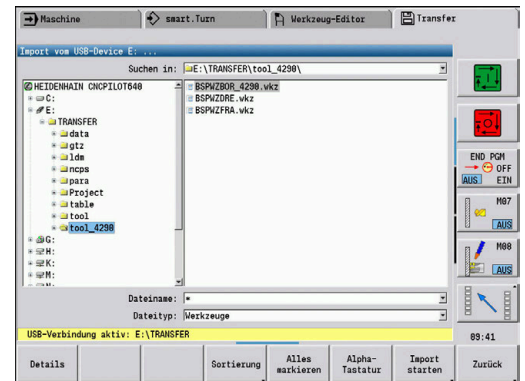 Maschine
smart.Turn
Werkzeug-Editor
Transfer
Import vom USB-Device E: ...
Suchen in: E:\TRANSFER\tool_4290\
HEIDENHAIN CNCPILOT640
C:
E:
TRANSFER
data
gtz
ldm
ncps
para
Project
table
tool
tool_4290
G:
H:
K:
M:
BSPWZBOR_4290.wkz
BSPWZDRE.wkz
BSPWZFRA.wkz
Dateiname: *
Dateityp: Werkzeuge
USB-Verbindung aktiv: E:\TRANSFER
END PGM
OFF
AUS EIN
M07
AUS
M08
AUS
09:41
Details
Sortierung
Alles markieren
Alpha-Tastatur
Import starten
Zurück